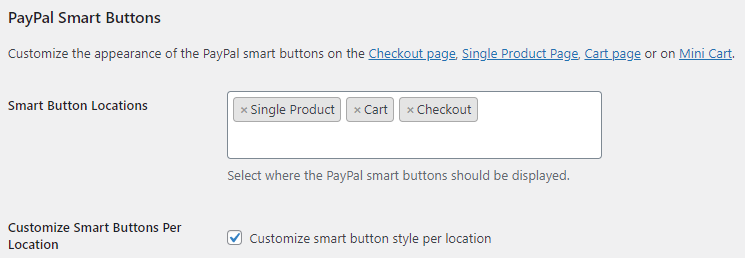 PayPal Smart Buttons
Customize the appearance of the PayPal smart buttons on the Checkout page, Single Product Page, Cart page or on Mini Cart.
Smart Button Locations
× Single Product × Cart × Checkout
Select where the PayPal smart buttons should be displayed.
Customize Smart Buttons Per
Location
Customize smart button style per location